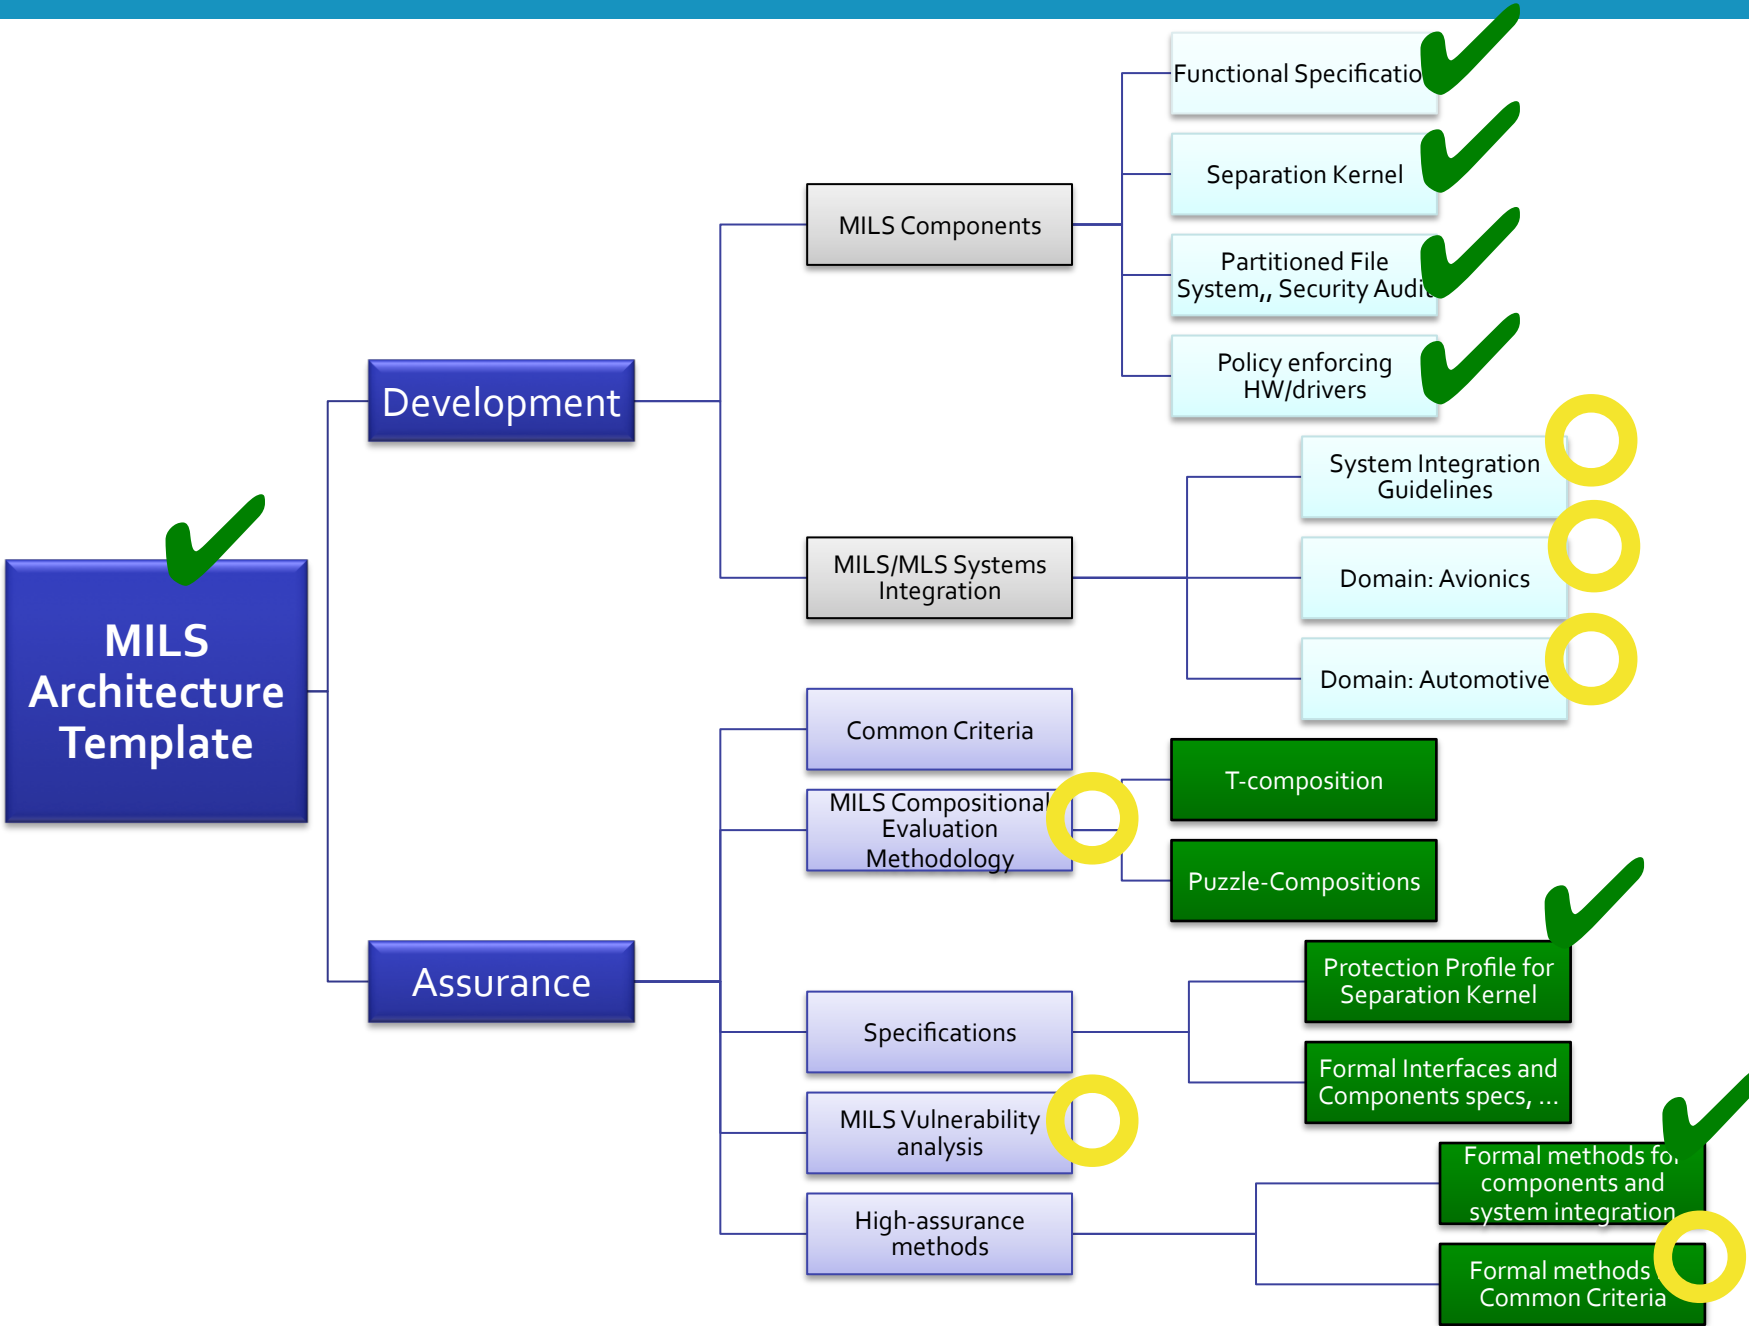 MILS
Architecture
Template
Development
Assurance
MILS Components
MILS/MLS Systems
Integration
Common Criteria
MILS Compositional
Evaluation
Methodology
Specifications
MILS Vulnerability
analysis
High-assurance
methods
Functional Specificatio
Separation Kernel
Partitioned File
System,, Security Audit
Policy enforcing
HW/drivers
System Integration
Guidelines
Domain: Avionics
Domain: Automotive
T-composition
Puzzle-Compositions
Protection Profile for
Separation Kernel
Formal Interfaces and
Components specs, ...
Formal methods for
components and
system integration
Formal methods
Common Criteria